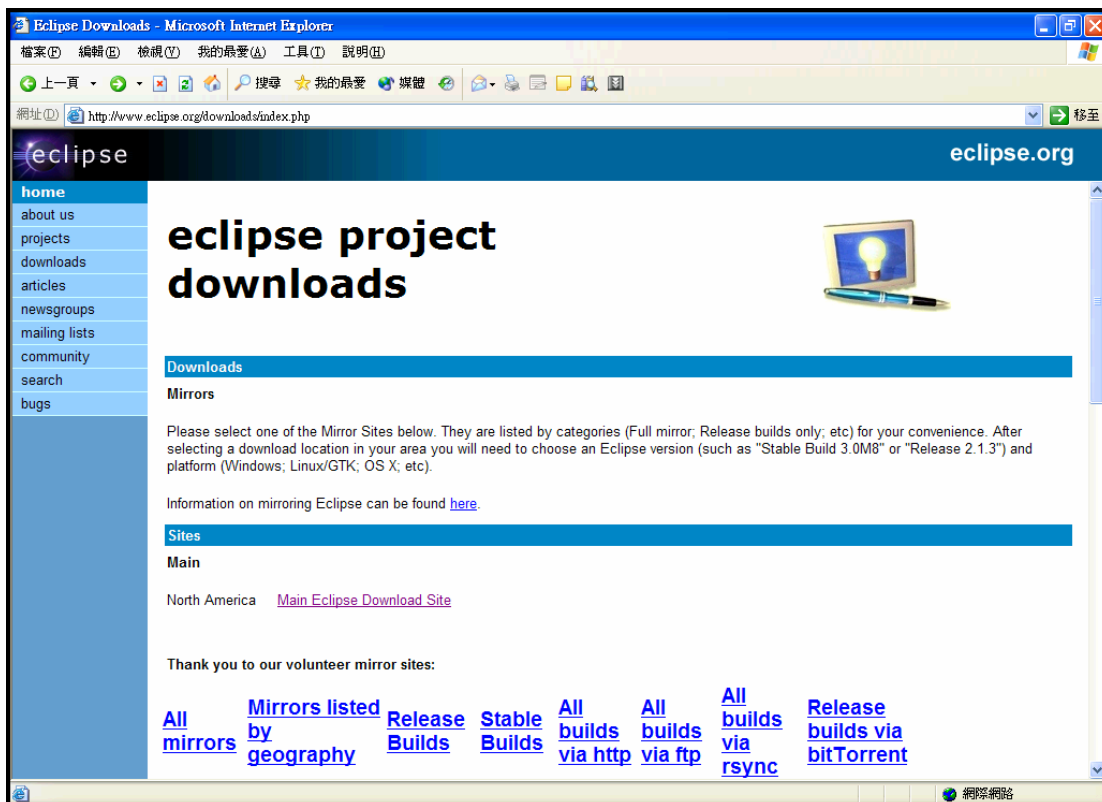 Eclipse Downloads - Microsoft Internet Explorer
檔案(F) 編輯(E) 檢視(V) 我的最愛(A) 工具(T) 說明(H)
上一頁 搜尋 我的最愛 媒體
網址(D) http://www.eclipse.org/downloads/index.php 移至
eclipse
eclipse.org
home
about us
projects
downloads
articles
newsgroups
mailing lists
community
search
bugs
eclipse project
downloads
Downloads
Mirrors
Please select one of the Mirror Sites below. They are listed by categories (Full mirror; Release builds only; etc) for your convenience. After
selecting a download location in your area you will need to choose an Eclipse version (such as "Stable Build 3.0M8" or "Release 2.1.3") and
platform (Windows; Linux/GTK; OS X; etc).
Information on mirroring Eclipse can be found here.
Sites
Main
North America Main Eclipse Download Site
Thank you to our volunteer mirror sites:
All
mirrors
Mirrors listed
by
geography
Release
Builds
Stable
Builds
All
builds
via http
All
builds
via ftp
All
builds
via
rsync
Release
builds via
bitTorrent
網際網路